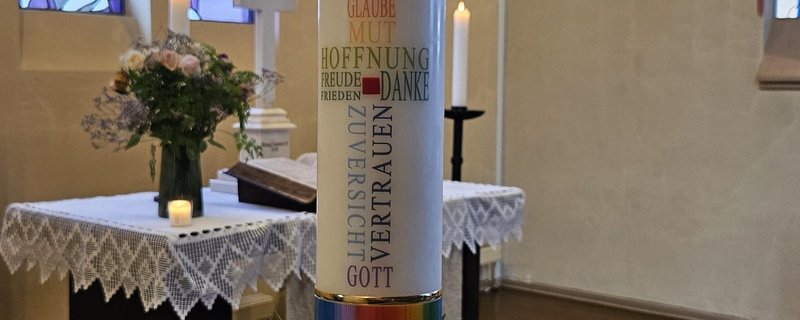 GLAUBE
MUT
HOFFNUNG
FREUDE DANKE
FRIEDEN
ZUVERSICHT
VERTRAUEN
GOTT